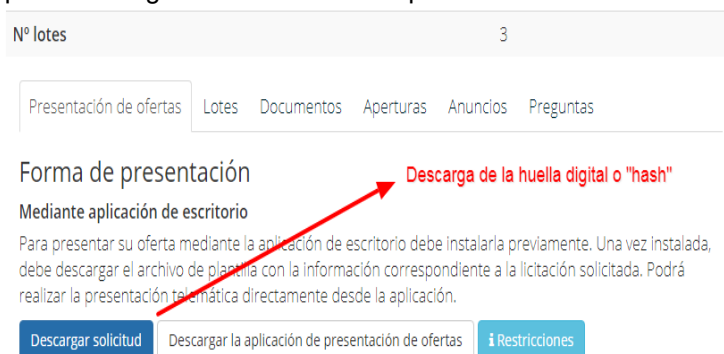 Nº lotes 3
Presentación de ofertas Lotes Documentos Aperturas Anuncios Preguntas
Forma de presentación
Descarga de la huella digital o "hash"
Mediante aplicación de escritorio
Para presentar su oferta mediante la aplicación de escritorio debe instalarla previamente. Una vez instalada,
debe descargar el archivo de plantilla con la información correspondiente a la licitación solicitada. Podrá
realizar la presentación telemática directamente desde la aplicación.
Descargar solicitud Descargar la aplicación de presentación de ofertas i Restricciones